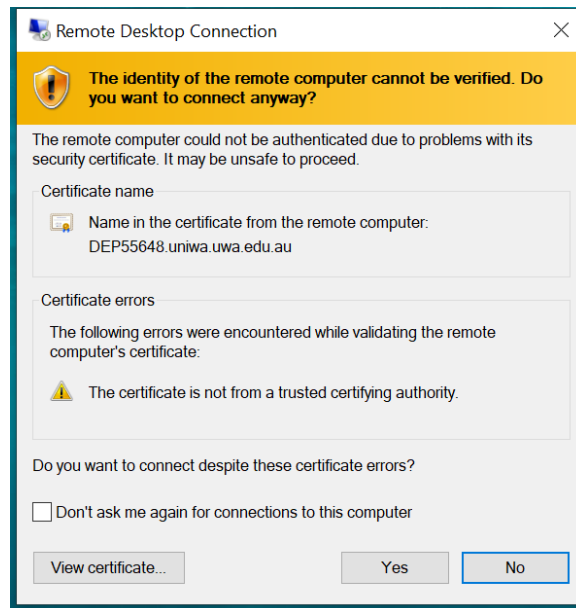 Remote Desktop Connection
The identity of the remote computer cannot be verified. Do
you want to connect anyway?
The remote computer could not be authenticated due to problems with its
security certificate. It may be unsafe to proceed.
Certificate name
Name in the certificate from the remote computer:
DEP55648.uniwa.uwa.edu.au
Certificate errors
The following errors were encountered while validating the remote
computer's certificate:
The certificate is not from a trusted certifying authority.
Do you want to connect despite these certificate errors?
Don't ask me again for connections to this computer
View certificate...
Yes
No